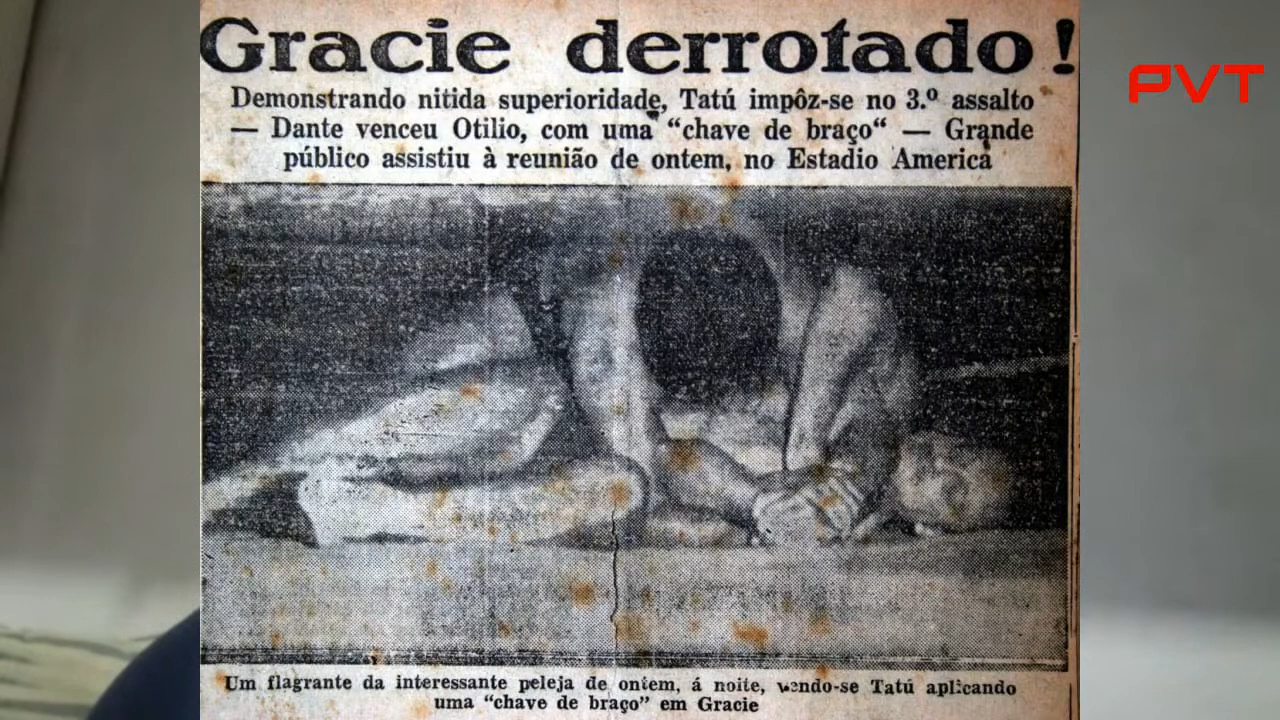 Gracie derrotado!
PVT
Demonstrando nitida superioridade, Tatú impôz-se no 3.º assalto
— Dante venceu Otilio, com uma "chave de braço" — Grande
público assistiu à reunião de ontem, no Estadio America
Um flagrante da interessante peleja de ontem, á noite, vendo-se Tatú aplicando
uma "chave de braço" em Gracie